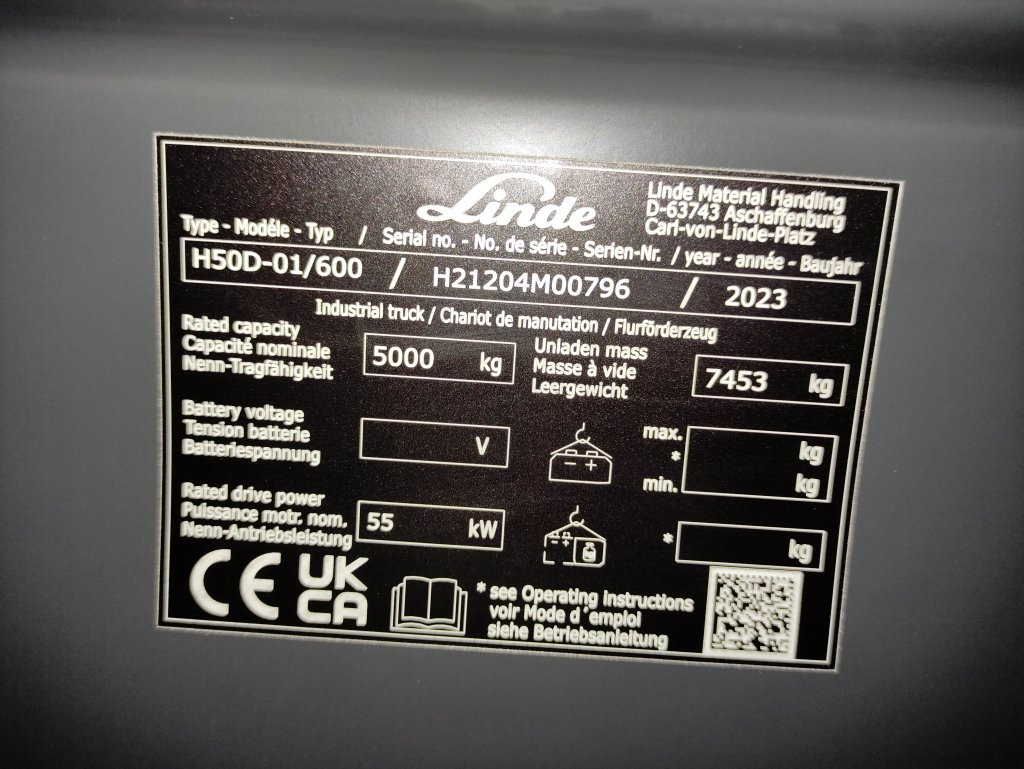 Linde
Linde Material Handling
D-63743 Aschaffenburg
Carl-von-Linde-Platz
Type - Modéle - Typ / Serial no. - No. de série - Serien-Nr. / year - année - Baujahr
H50D-01/600 / H21204M00796 / 2023
Industrial truck / Chariot de manutation / Flurförderzeug
Rated capacity
Capacité nominale
Nenn-Tragfähigkeit
5000 kg
Unladen mass
Masse à vide
Leergewicht
7453 kg
Battery voltage
Tension batterie
Batteriespannung
V
max. kg
*
min. kg
Rated drive power
Puissance motr. nom.
Nenn-Antriebsleistung
55 kW
* kg
CE
UK
CA
* see Operating instructions
voir Mode d´emploi
siehe Betriebsanleitung